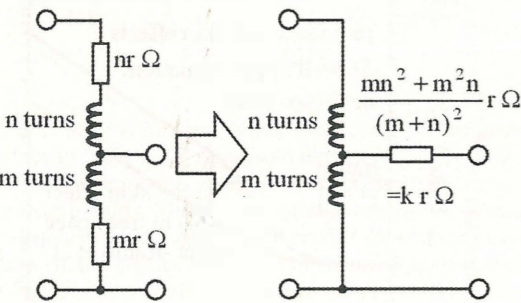 nr Ω
n turns
m turns
mr Ω
n turns
m turns
mn² + m²n
(m+n)²
r Ω
=k r Ω